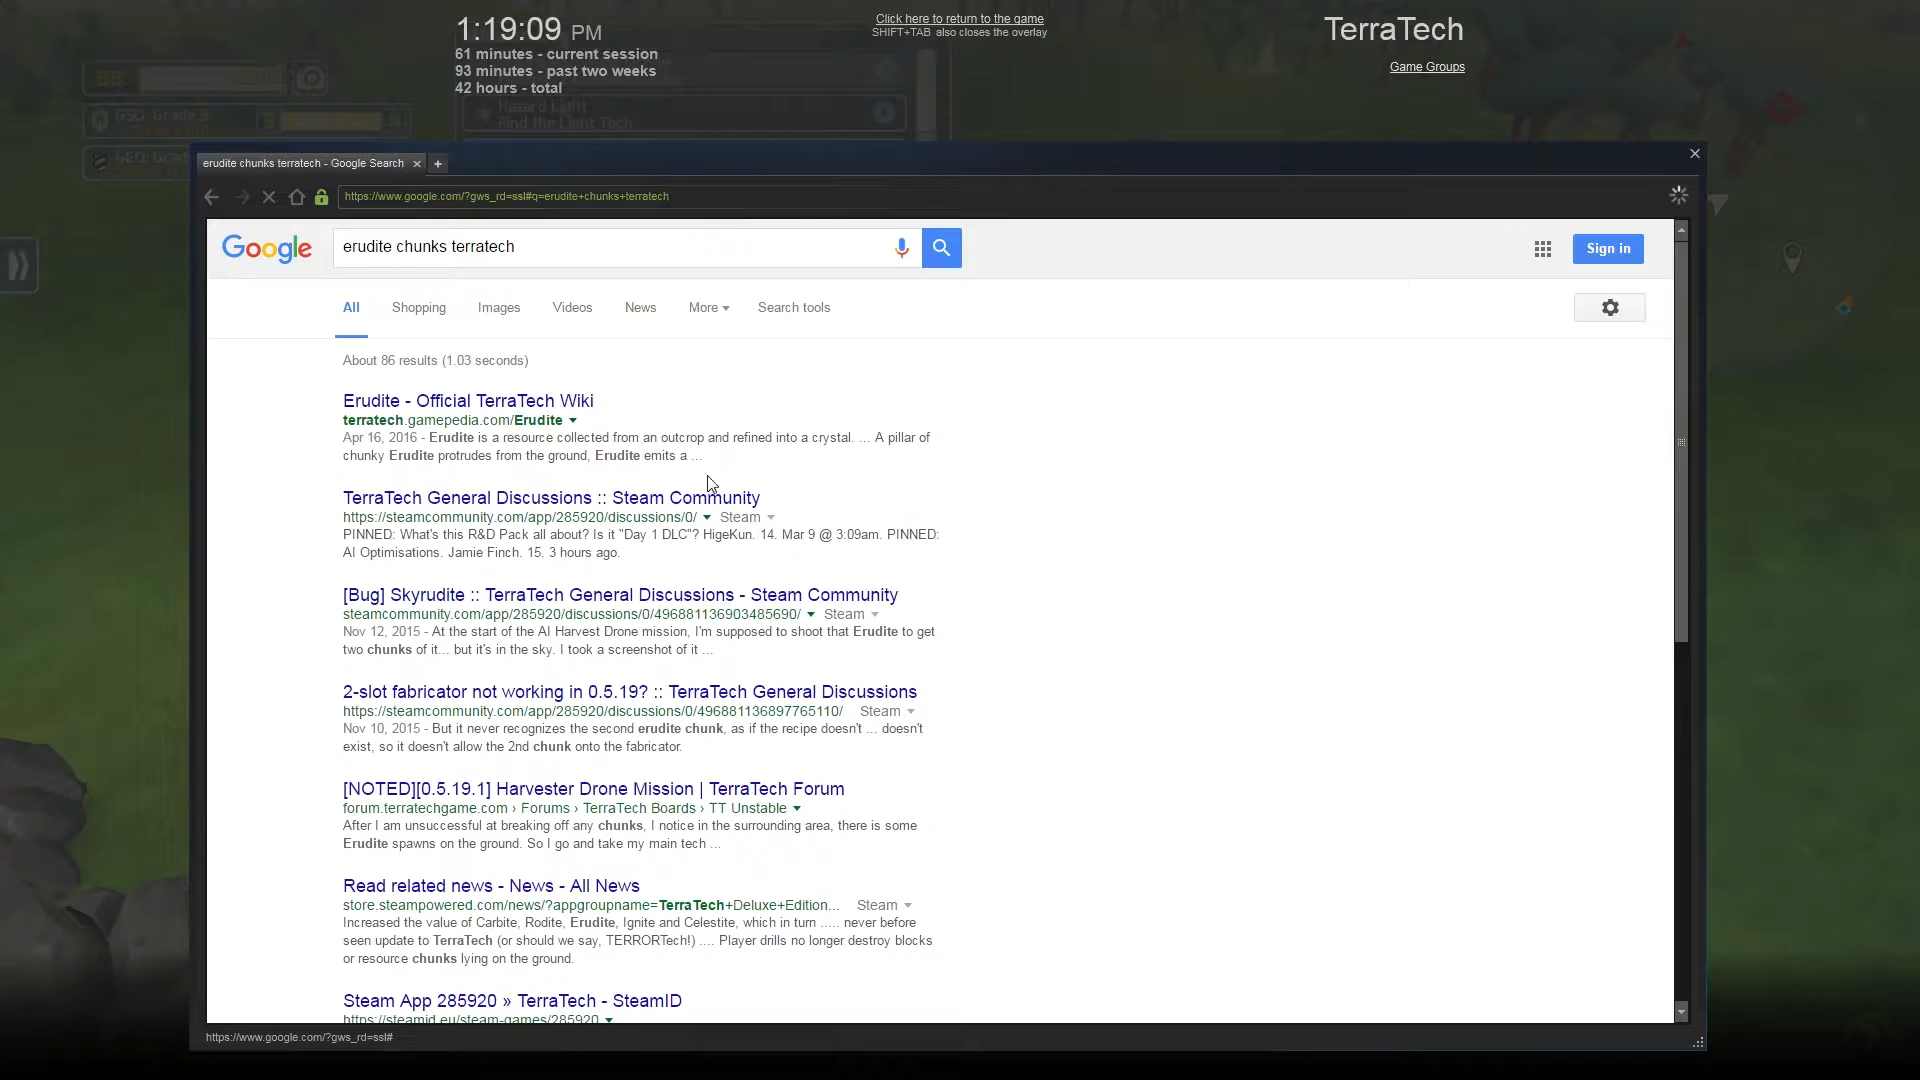 1:19:09 PM
61 minutes - current session
93 minutes - past two weeks
42 hours - total
Click here to return to the game
SHIFT+TAB also closes the overlay
TerraTech
Game Groups
GSO: Grade 3
Hazard Light
Find the Light Tech
erudite chunks terratech - Google Search
https://www.google.com/?gws_rd=ssl#q=erudite+chunks+terratech
Google
erudite chunks terratech
Sign in
All Shopping Images Videos News More Search tools
About 86 results (1.03 seconds)
Erudite - Official TerraTech Wiki
terratech.gamepedia.com/Erudite
Apr 16, 2016 - Erudite is a resource collected from an outcrop and refined into a crystal. ... A pillar of
chunky Erudite protrudes from the ground, Erudite emits a ...
TerraTech General Discussions :: Steam Community
https://steamcommunity.com/app/285920/discussions/0/ Steam
PINNED: What's this R&D Pack all about? Is it "Day 1 DLC"? HigeKun. 14. Mar 9 @ 3:09am. PINNED:
AI Optimisations. Jamie Finch. 15. 3 hours ago.
[Bug] Skyrudite :: TerraTech General Discussions - Steam Community
steamcommunity.com/app/285920/discussions/0/496881136903485690/ Steam
Nov 12, 2015 - At the start of the AI Harvest Drone mission, I'm supposed to shoot that Erudite to get
two chunks of it... but it's in the sky. I took a screenshot of it ...
2-slot fabricator not working in 0.5.19? :: TerraTech General Discussions
https://steamcommunity.com/app/285920/discussions/0/496881136897765110/ Steam
Nov 10, 2015 - But it never recognizes the second erudite chunk, as if the recipe doesn't ... doesn't
exist, so it doesn't allow the 2nd chunk onto the fabricator.
[NOTED][0.5.19.1] Harvester Drone Mission | TerraTech Forum
forum.terratechgame.com › Forums › TerraTech Boards › TT Unstable
After I am unsuccessful at breaking off any chunks, I notice in the surrounding area, there is some
Erudite spawns on the ground. So I go and take my main tech ...
Read related news - News - All News
store.steampowered.com/news/?appgroupname=TerraTech+Deluxe+Edition... Steam
Increased the value of Carbite, Rodite, Erudite, Ignite and Celestite, which in turn ..... never before
seen update to TerraTech (or should we say, TERRORTech!) .... Player drills no longer destroy blocks
or resource chunks lying on the ground.
Steam App 285920 » TerraTech - SteamID
https://steamid.eu/steam-games/285920
https://www.google.com/?gws_rd=ssl#